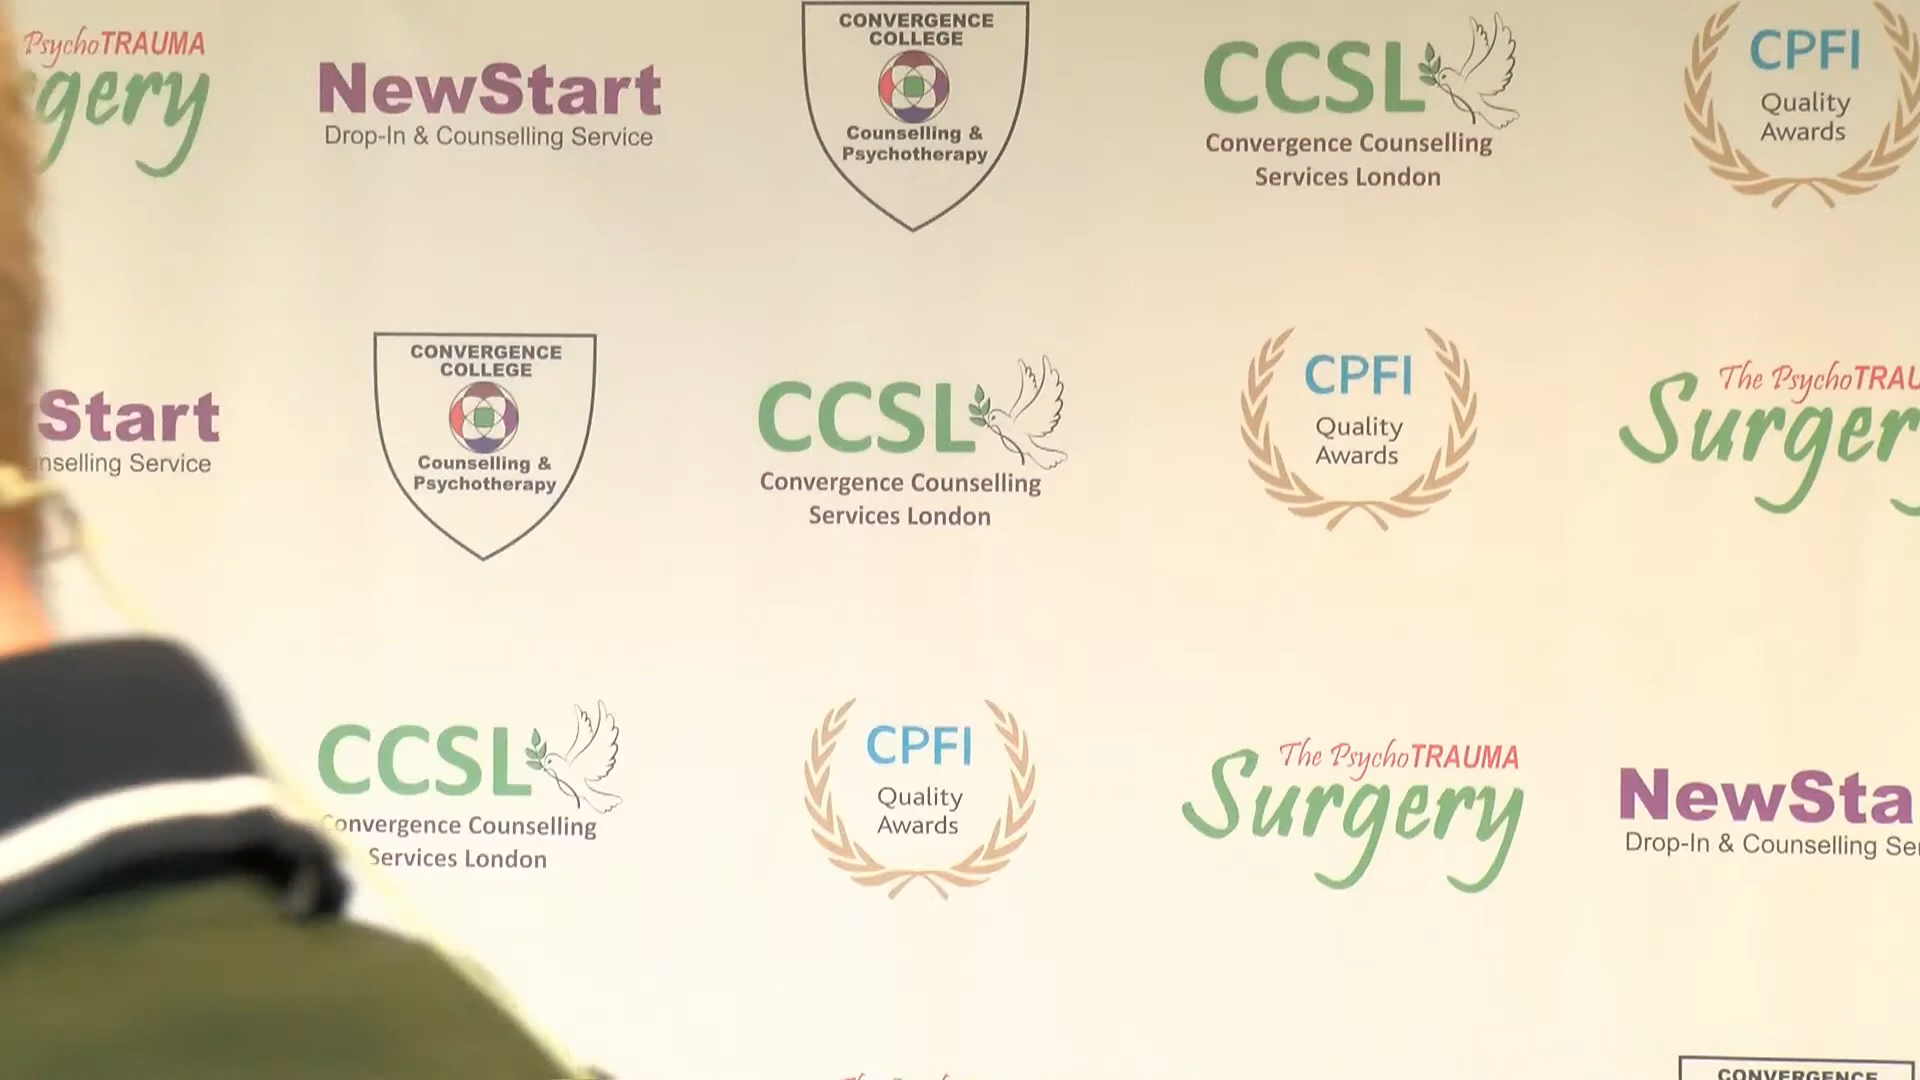 PsychoTRAUMA
gery
NewStart
Drop-In & Counselling Service
CONVERGENCE
COLLEGE
Counselling &
Psychotherapy
CCSL
Convergence Counselling
Services London
CPFI
Quality
Awards
Start
nselling Service
CONVERGENCE
COLLEGE
Counselling &
Psychotherapy
CCSL
Convergence Counselling
Services London
CPFI
Quality
Awards
The PsychoTRAU
Surgery
CCSL
Convergence Counselling
Services London
CPFI
Quality
Awards
The PsychoTRAUMA
Surgery
NewSta
Drop-In & Counselling Se
CONVERGENCE